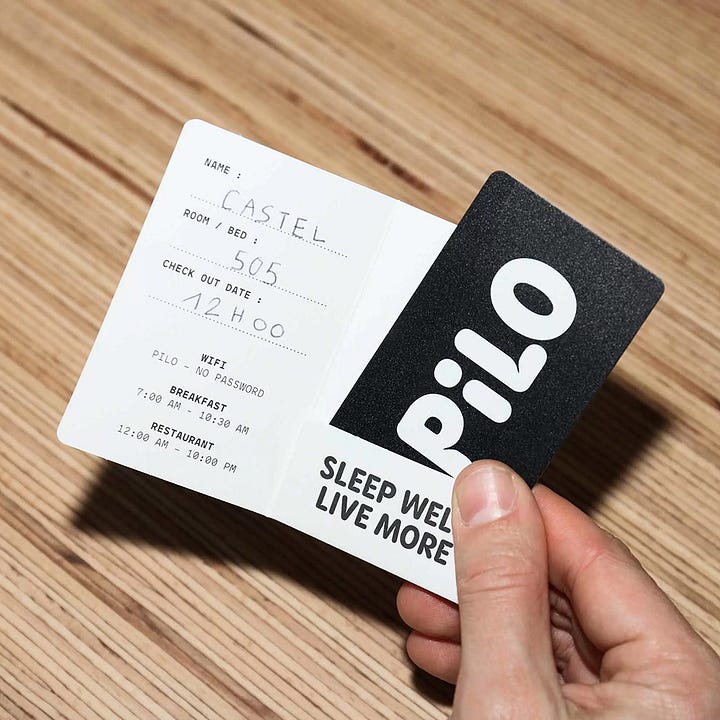 NAME :
CASTEL
ROOM / BED :
505
CHECK OUT DATE :
12H00
WIFI
PILO - NO PASSWORD
BREAKFAST
7:00 AM - 10:30 AM
RESTAURANT
12:00 AM - 10:00 PM
PiLO
SLEEP WEL
LIVE MORE